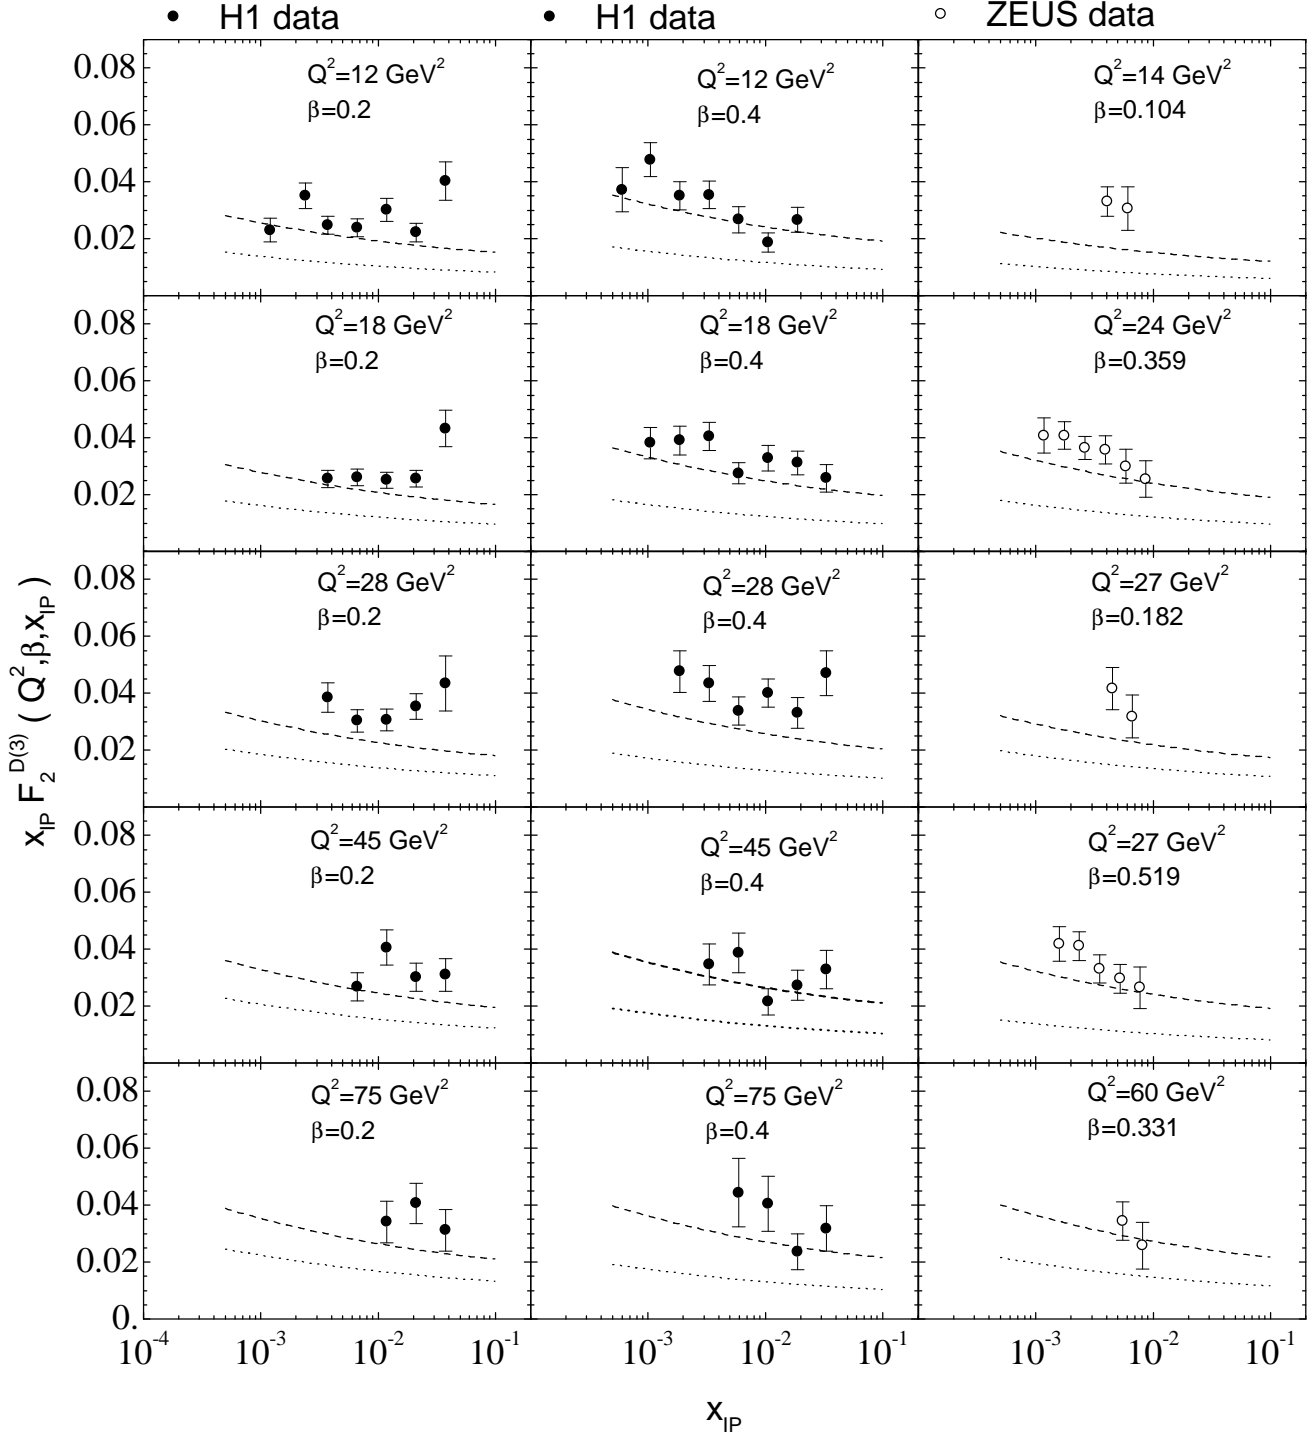 ● H1 data ● H1 data ○ ZEUS data
0.08 Q²=12 GeV² Q²=12 GeV² Q²=14 GeV²
0.06 β=0.2 β=0.4 β=0.104
0.04
0.02
0.08 Q²=18 GeV² Q²=18 GeV² Q²=24 GeV²
0.06 β=0.2 β=0.4 β=0.359
0.04
0.02
x_IP F₂^D(3) ( Q²,β,x_IP )
0.08 Q²=28 GeV² Q²=28 GeV² Q²=27 GeV²
0.06 β=0.2 β=0.4 β=0.182
0.04
0.02
0.08 Q²=45 GeV² Q²=45 GeV² Q²=27 GeV²
0.06 β=0.2 β=0.4 β=0.519
0.04
0.02
0.08 Q²=75 GeV² Q²=75 GeV² Q²=60 GeV²
0.06 β=0.2 β=0.4 β=0.331
0.04
0.02
0.
10⁻⁴ 10⁻³ 10⁻² 10⁻¹ 10⁻³ 10⁻² 10⁻¹ 10⁻³ 10⁻² 10⁻¹
x_IP